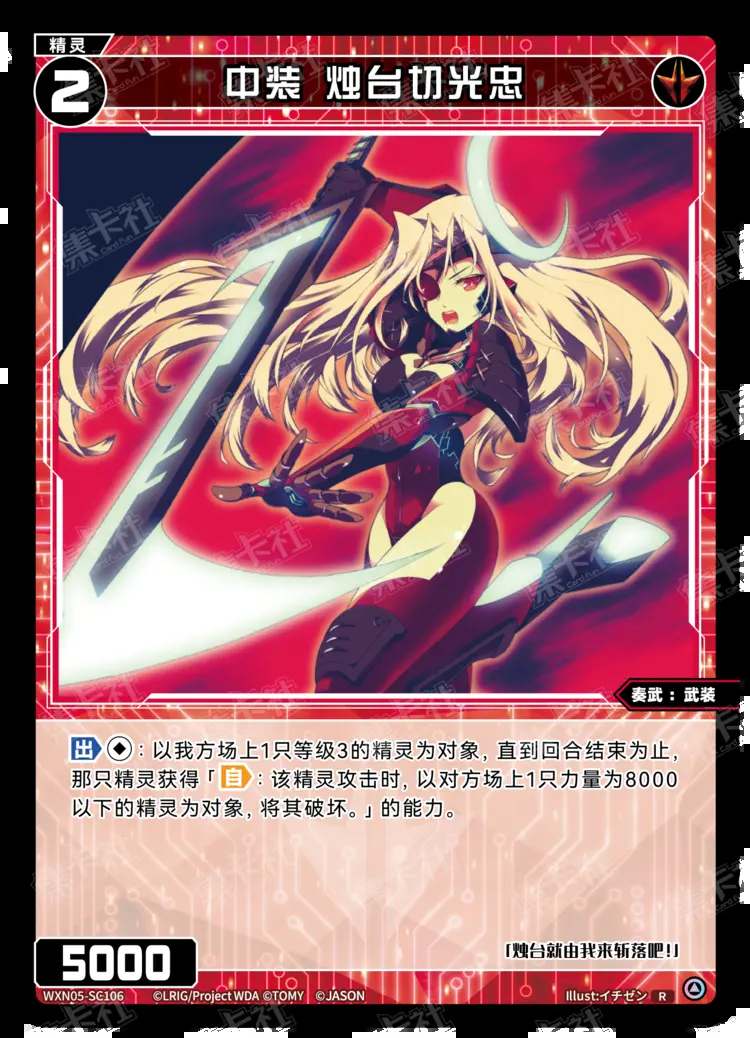 精灵
2
中装 烛台切光忠
奏武：武装
出：以我方场上1只等级3的精灵为对象，直到回合结束为止，
那只精灵获得「自：该精灵攻击时，以对方场上1只力量为8000
以下的精灵为对象，将其破坏。」的能力。
「烛台就由我来斩落吧！」
5000
WXN05-SC106 ©LRIG/Project WDA ©TOMY ©JASON Illust:イチゼン R
集卡社